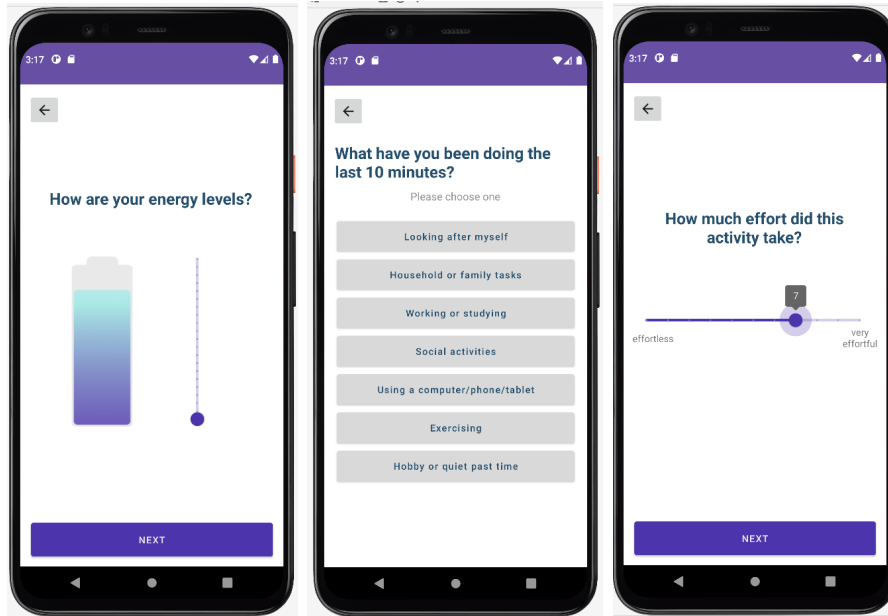 3:17
How are your energy levels?
NEXT
3:17
What have you been doing the
last 10 minutes?
Please choose one
Looking after myself
Household or family tasks
Working or studying
Social activities
Using a computer/phone/tablet
Exercising
Hobby or quiet past time
3:17
How much effort did this
activity take?
7
effortless
very
effortful
NEXT